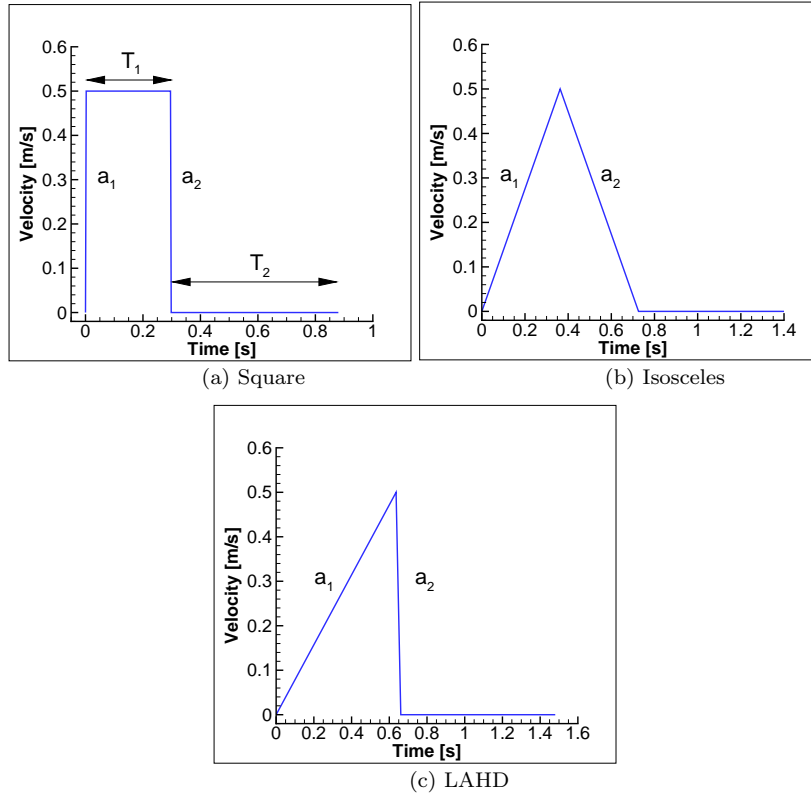 0.6
0.5
0.4
0.3
0.2
0.1
0
Velocity [m/s]
T1
a1
a2
T2
0 0.2 0.4 0.6 0.8 1
Time [s]
(a) Square
0.6
0.5
0.4
0.3
0.2
0.1
0
Velocity [m/s]
a1
a2
0 0.2 0.4 0.6 0.8 1 1.2 1.4
Time [s]
(b) Isosceles
0.6
0.5
0.4
0.3
0.2
0.1
0
Velocity [m/s]
a1
a2
0 0.2 0.4 0.6 0.8 1 1.2 1.4 1.6
Time [s]
(c) LAHD